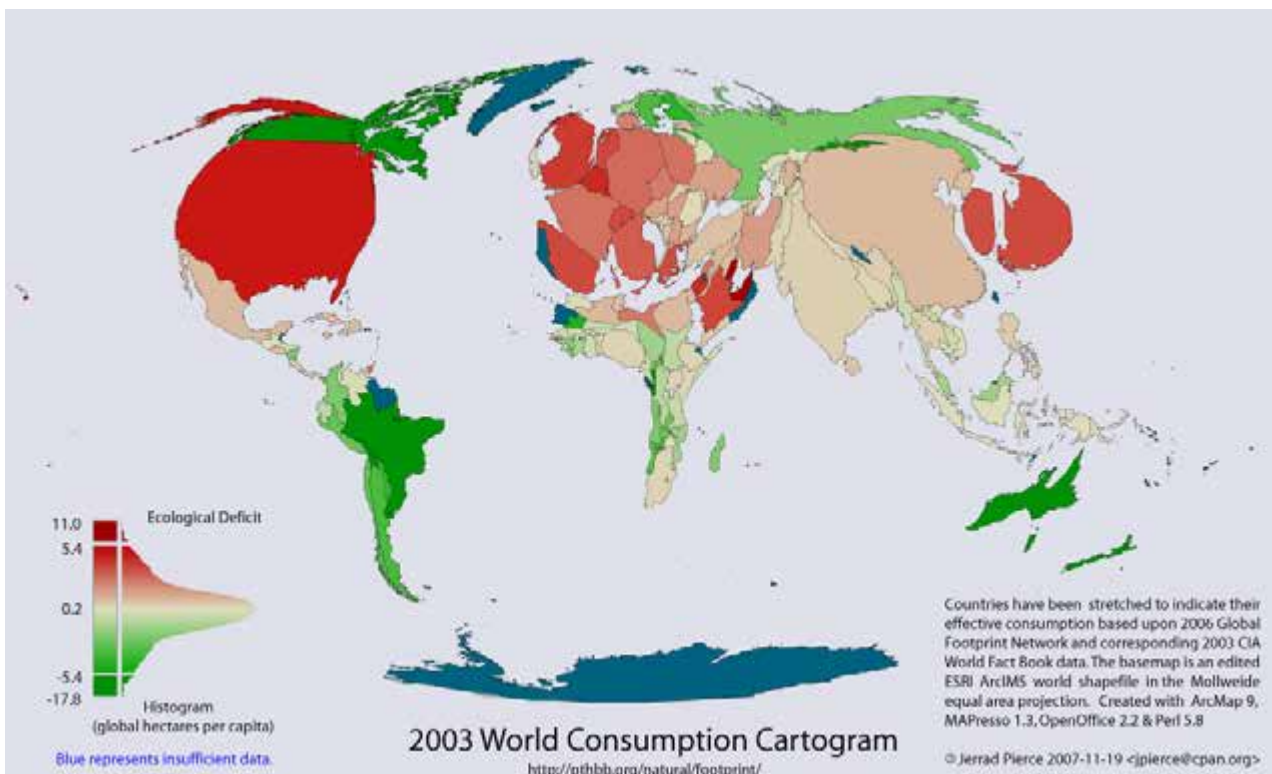 Ecological Deficit
11.0
5.4
0.2
-5.4
-17.8
Histogram
(global hectares per capita)
Blue represents insufficient data.
2003 World Consumption Cartogram
http://pthbb.org/natural/footprint/
Countries have been stretched to indicate their
effective consumption based upon 2006 Global
Footprint Network and corresponding 2003 CIA
World Fact Book data. The basemap is an edited
ESRI ArcIMS world shapefile in the Mollweide
equal area projection. Created with ArcMap 9,
MAPresso 1.3, OpenOffice 2.2 & Perl 5.8
© Jerrad Pierce 2007-11-19 <jpierce@cpan.org>